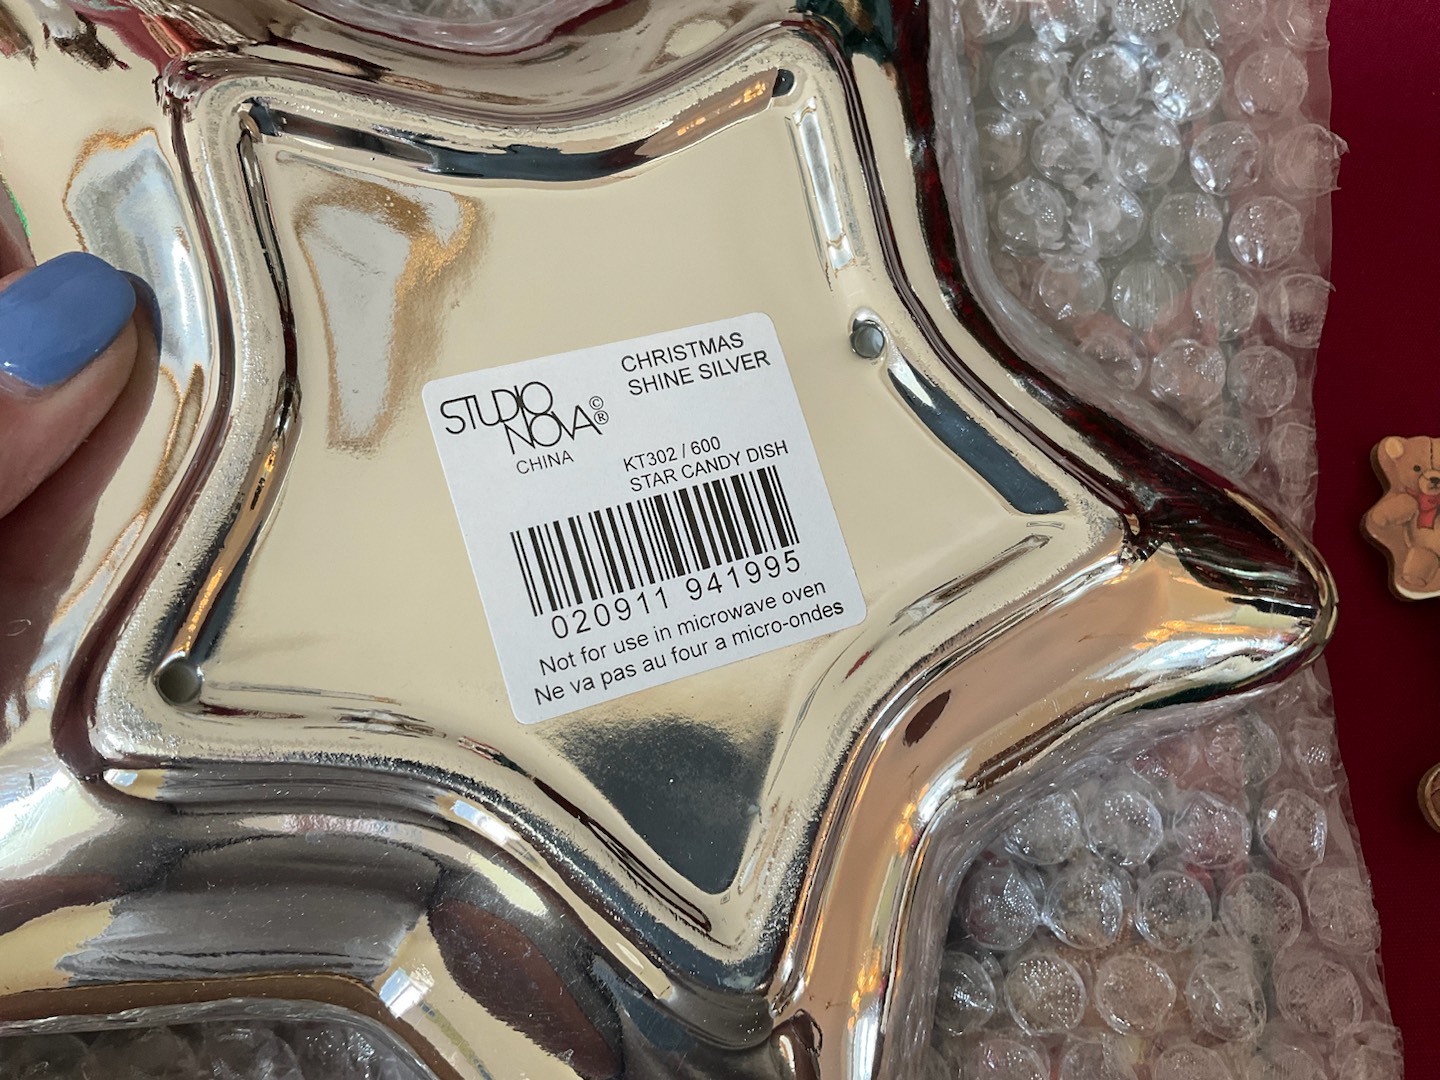 CHRISTMAS
SHINE SILVER
STUDIO
NOVA©®
CHINA
KT302 / 600
STAR CANDY DISH
020911 941995
Not for use in microwave oven
Ne va pas au four a micro-ondes